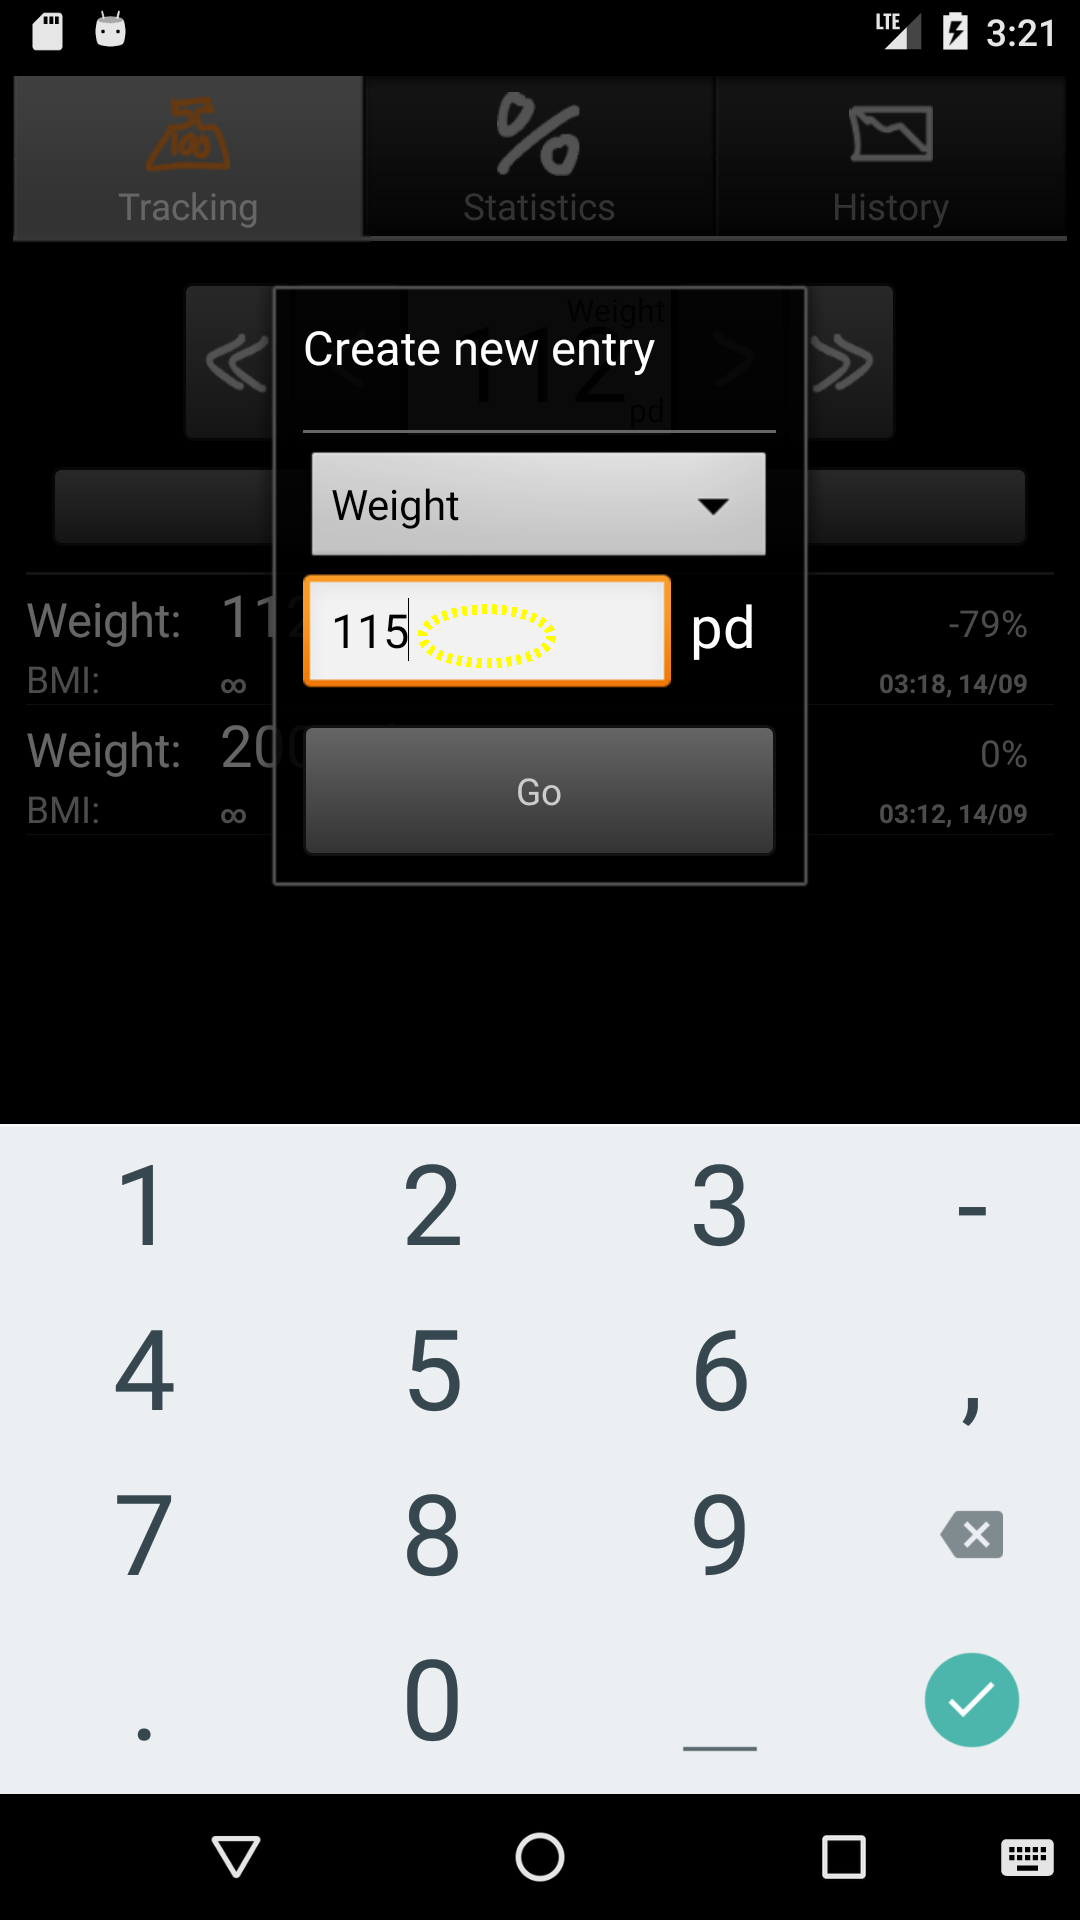 LTE 3:21
Tracking Statistics History
Weight
112
pd
Create new entry
Weight
115 pd
Go
Weight: 112 -79%
BMI: ∞ 03:18, 14/09
Weight: 200 0%
BMI: ∞ 03:12, 14/09
1 2 3 -
4 5 6 ,
7 8 9
. 0 _